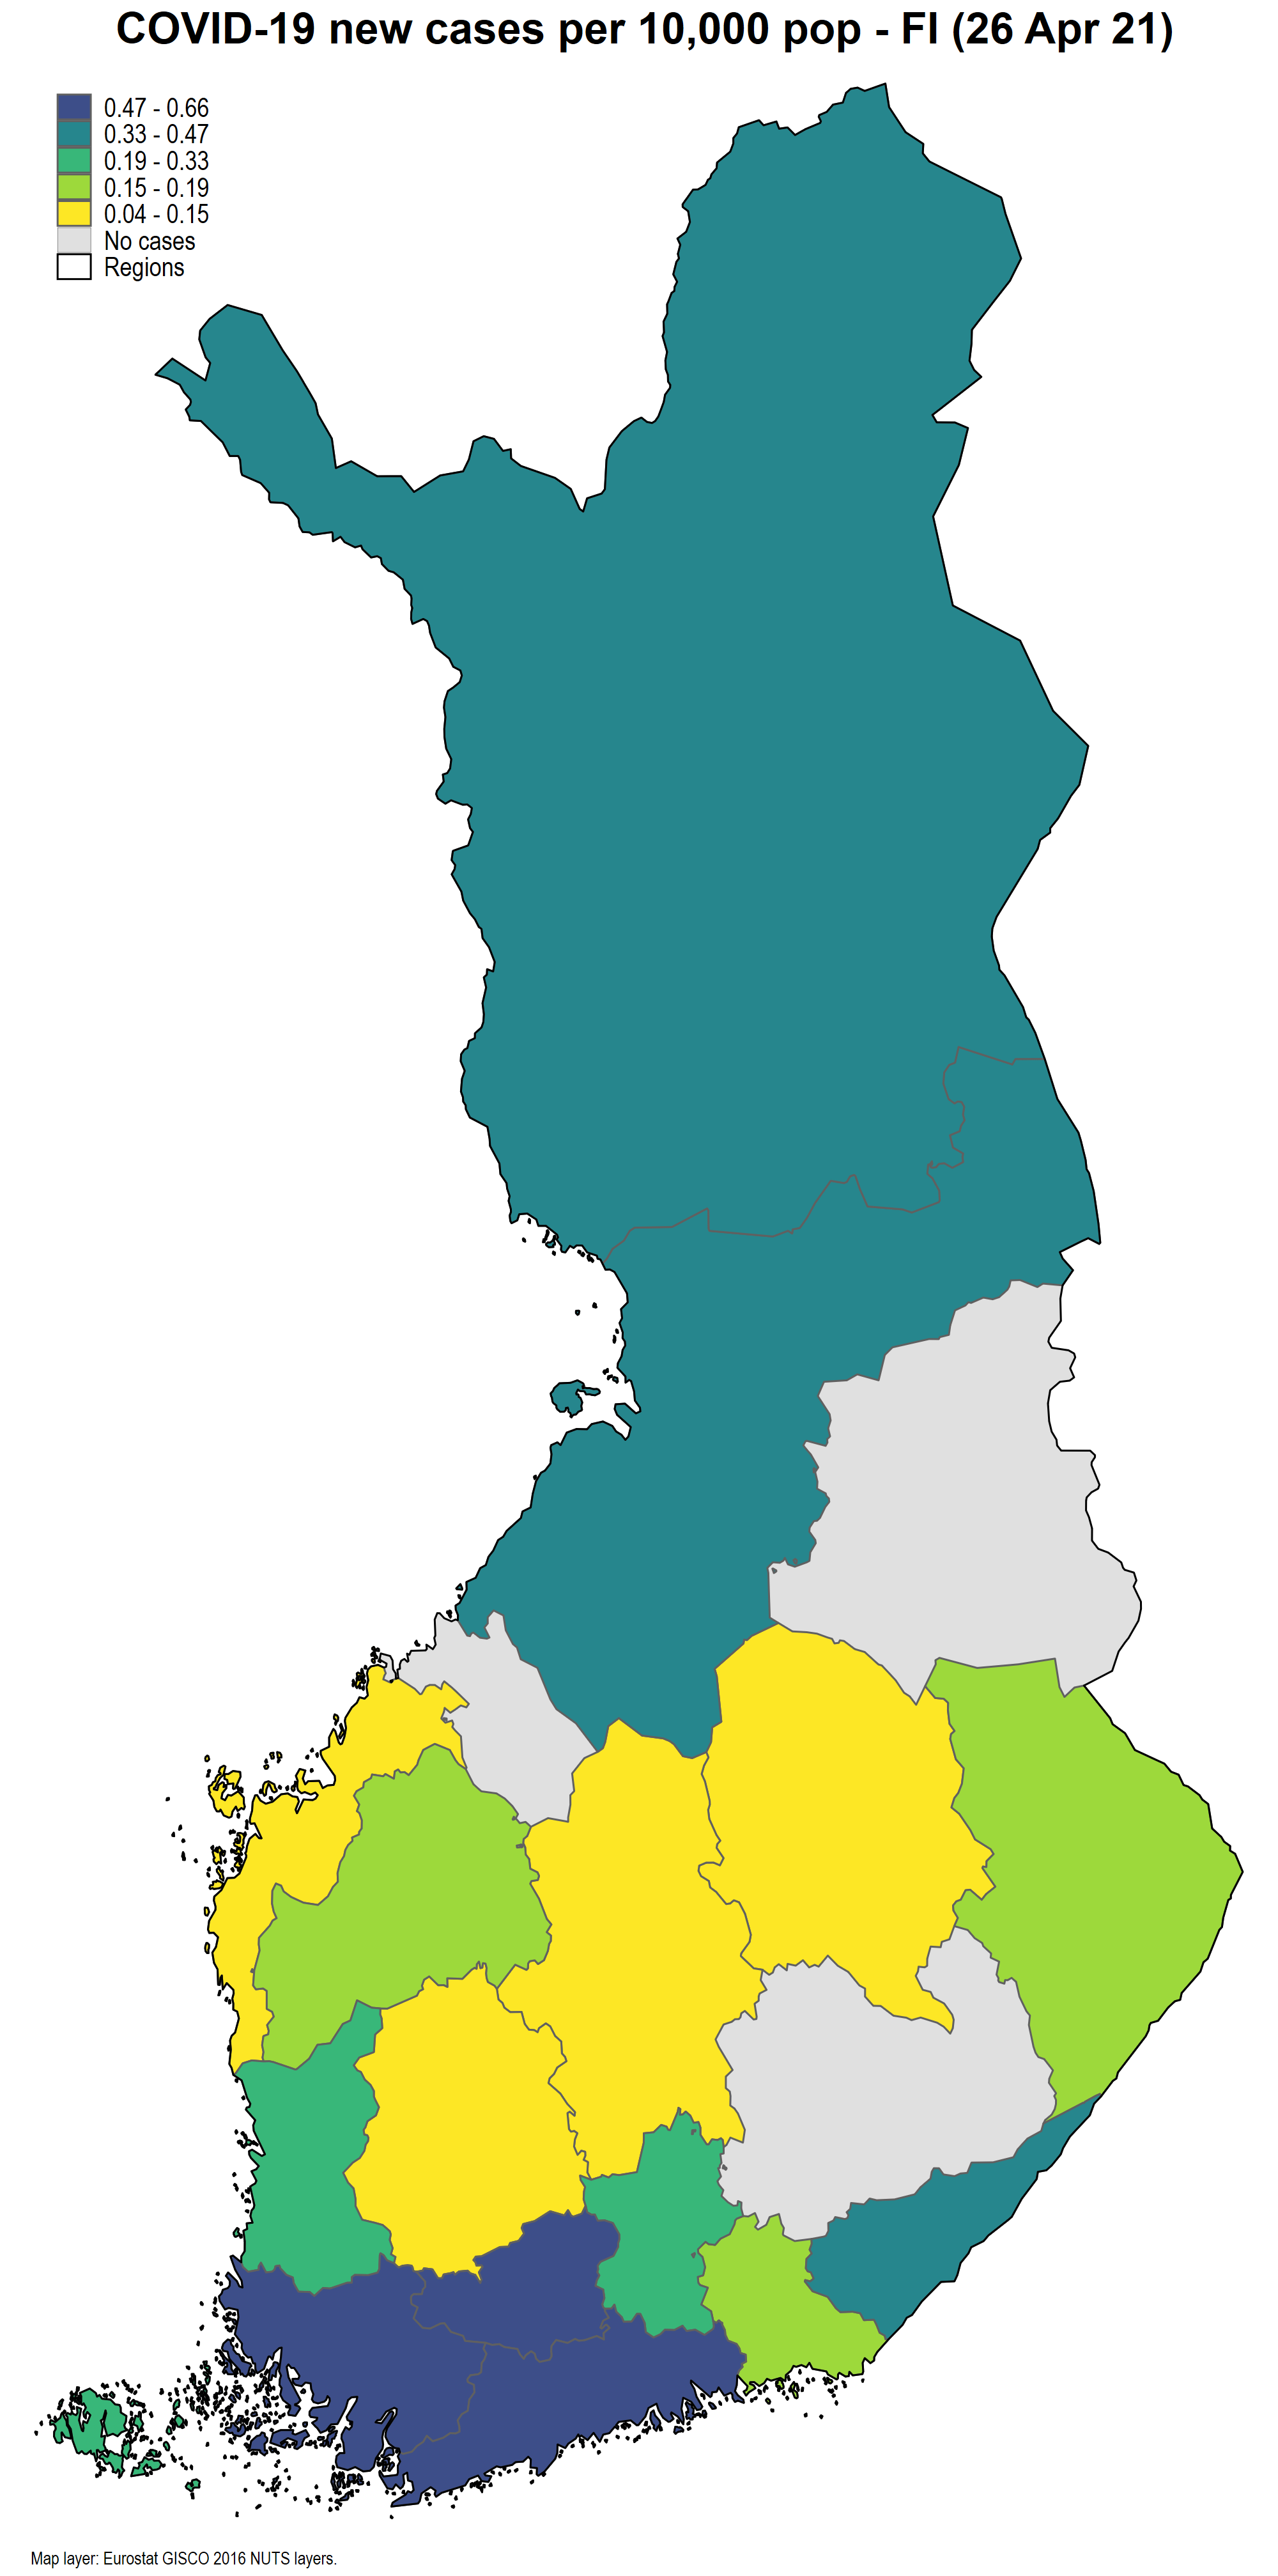 COVID-19 new cases per 10,000 pop - FI (26 Apr 21)
0.47 - 0.66
0.33 - 0.47
0.19 - 0.33
0.15 - 0.19
0.04 - 0.15
No cases
Regions
Map layer: Eurostat GISCO 2016 NUTS layers.